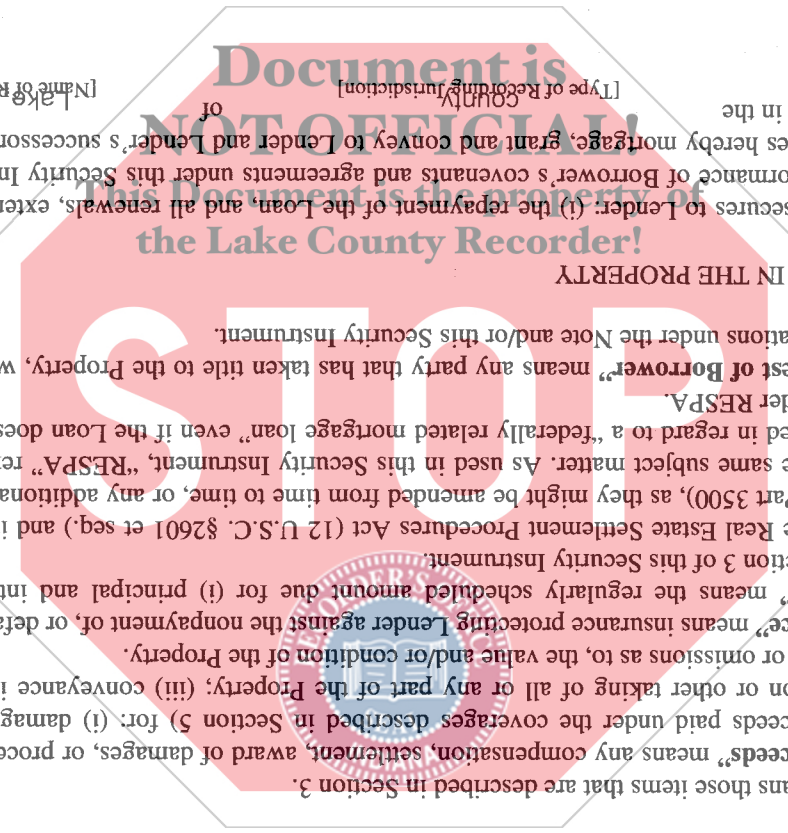 Document is
NOT OFFICIAL!
This Document is the property of
the Lake County Recorder!
STOP
ans those items that are described in Section 3.
ceeds” means any compensation, settlement, award of damages, or proce
ceeds paid under the coverages described in Section 5) for: (i) damag
on or other taking of all or any part of the Property; (iii) conveyance i
or omissions as to, the value and/or condition of the Property.
ce” means insurance protecting Lender against the nonpayment of, or defa
” means the regularly scheduled amount due for (i) principal and int
ction 3 of this Security Instrument.
e Real Estate Settlement Procedures Act (12 U.S.C. §2601 et seq.) and i
Part 3500), as they might be amended from time to time, or any additiona
e same subject matter. As used in this Security Instrument, “RESPA” re
ed in regard to a “federally related mortgage loan” even if the Loan does
der RESPA.
est of Borrower” means any party that has taken title to the Property, w
ations under the Note and/or this Security Instrument.
IN THE PROPERTY
secures to Lender: (i) the repayment of the Loan, and all renewals, exten
ormance of Borrower’s covenants and agreements under this Security In
es hereby mortgage, grant and convey to Lender and Lender’s successor
in the County of Lake
[Type of Recording Jurisdiction] [Name of R
RECORDER'S
INDIANA